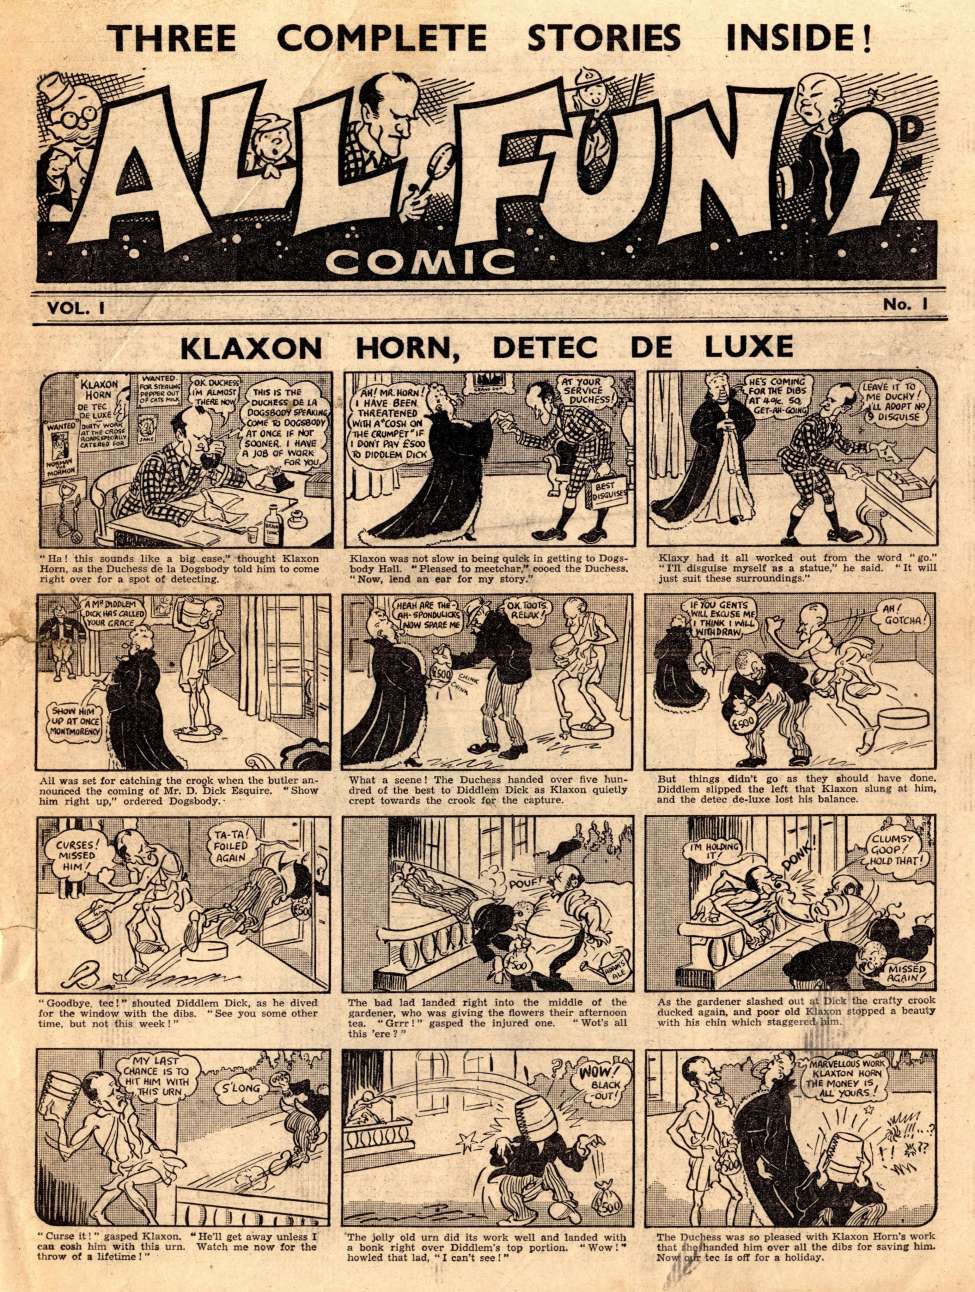 THREE COMPLETE STORIES INSIDE!
ALL FUN 2D
COMIC
VOL. 1
No. 1
KLAXON HORN, DETEC DE LUXE
KLAXON
HORN
DE TEC
DE LUXE
DIRTY WORK
AT THE CROSS
ROADS
CATERED FOR
WANTED
FOR STEALING
PEPPER OUT
OF CATS MILK
WANTED
NORMAN
THE
MORMON
OK DUCHESS
I'M ALMOST
THERE NOW
THIS IS THE
DUCHESS DE LA
DOGSBODY SPEAKING
COME TO DOGSBODY
AT ONCE IF NOT
SOONER. I HAVE
A JOB OF WORK
FOR YOU
"Ha! this sounds like a big case," thought Klaxon
Horn, as the Duchess de la Dogsbody told him to come
right over for a spot of detecting.
AH! MR. HORN!
I HAVE BEEN
THREATENED
WITH A "COSH ON
THE CRUMPET" IF
I DON'T PAY £500
TO DIDDLEM DICK
AT YOUR
SERVICE
DUCHESS!
BEST
DISGUISES
Klaxon was not slow in being quick in getting to Dogs-
body Hall. "Pleased to meetchar," cooed the Duchess.
"Now, lend an ear for my story."
HE'S COMING
FOR THE DIBS
AT 4.4c. SO
GET-AH-GOING!
LEAVE IT TO
ME DUCHY!
I'LL ADOPT NO
9 DISGUISE
Klaxy had it all worked out from the word "go."
"I'll disguise myself as a statue," he said. "It will
just suit these surroundings."
A MR DIDDLEM
DICK HAS CALLED
YOUR GRACE
SHOW HIM
UP AT ONCE
MONTMORENCY
All was set for catching the crook when the butler an-
nounced the coming of Mr. D. Dick Esquire. "Show
him right up," ordered Dogsbody.
HEAH ARE THE-
AH-SPONDULICKS
NOW SPARE ME
OK TOOTS,
RELAX!
£500
CHINK
CHINK
What a scene! The Duchess handed over five hun-
dred of the best to Diddlem Dick as Klaxon quietly
crept towards the crook for the capture.
IF YOU GENTS
WILL EXCUSE ME
I THINK I WILL
WITHDRAW
AH!
GOTCHA!
£500
But things didn't go as they should have done.
Diddlem slipped the left that Klaxon slung at him,
and the detec de-luxe lost his balance.
CURSES!
MISSED
HIM!
TA-TA!
FOILED
AGAIN
£500
"Goodbye, tec!" shouted Diddlem Dick, as he dived
for the window with the dibs. "See you some other
time, but not this week!"
POUF!
£500
ALE
The bad lad landed right into the middle of the
gardener, who was giving the flowers their afternoon
tea. "Grrr!" gasped the injured one. "Wot's all
this 'ere?"
I'M HOLDING
IT!
DONK!
CLUMSY
GOOP!
HOLD THAT!
MISSED
AGAIN!
As the gardener slashed out at Dick the crafty crook
ducked again, and poor old Klaxon stopped a beauty
with his chin which staggered him.
MY LAST
CHANCE IS TO
HIT HIM WITH
THIS URN
S'LONG
"Curse it!" gasped Klaxon. "He'll get away unless I
can cosh him with this urn. Watch me now for the
throw of a lifetime!"
WOW!
BLACK
-OUT!
£500
The jolly old urn did its work well and landed with
a bonk right over Diddlem's top portion. "Wow!"
howled that lad, "I can't see!"
MARVELLOUS WORK
KLAXTON HORN
THE MONEY IS
ALL YOURS!
£500
The Duchess was so pleased with Klaxon Horn's work
that she handed him over all the dibs for saving him.
Now our tec is off for a holiday.